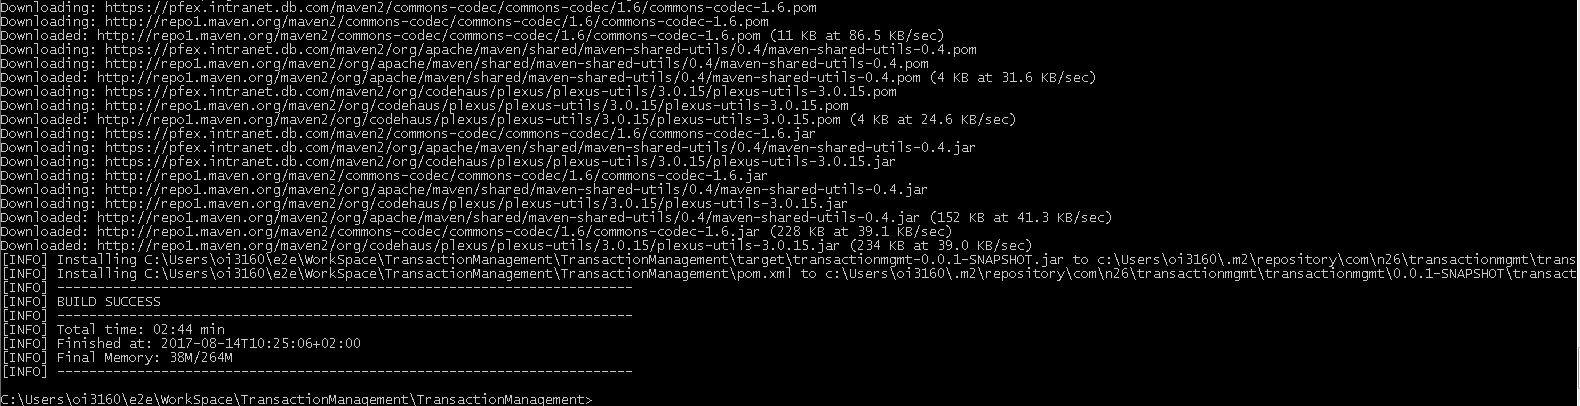 Downloading: https://pfex.intranet.db.com/maven2/commons-codec/commons-codec/1.6/commons-codec-1.6.pom
Downloading: http://repo1.maven.org/maven2/commons-codec/commons-codec/1.6/commons-codec-1.6.pom
Downloaded: http://repo1.maven.org/maven2/commons-codec/commons-codec/1.6/commons-codec-1.6.pom (11 KB at 86.5 KB/sec)
Downloading: https://pfex.intranet.db.com/maven2/org/apache/maven/shared/maven-shared-utils/0.4/maven-shared-utils-0.4.pom
Downloading: http://repo1.maven.org/maven2/org/apache/maven/shared/maven-shared-utils/0.4/maven-shared-utils-0.4.pom
Downloaded: http://repo1.maven.org/maven2/org/apache/maven/shared/maven-shared-utils/0.4/maven-shared-utils-0.4.pom (4 KB at 31.6 KB/sec)
Downloading: https://pfex.intranet.db.com/maven2/org/codehaus/plexus/plexus-utils/3.0.15/plexus-utils-3.0.15.pom
Downloading: http://repo1.maven.org/maven2/org/codehaus/plexus/plexus-utils/3.0.15/plexus-utils-3.0.15.pom
Downloaded: http://repo1.maven.org/maven2/org/codehaus/plexus/plexus-utils/3.0.15/plexus-utils-3.0.15.pom (4 KB at 24.6 KB/sec)
Downloading: https://pfex.intranet.db.com/maven2/commons-codec/commons-codec/1.6/commons-codec-1.6.jar
Downloading: https://pfex.intranet.db.com/maven2/org/apache/maven/shared/maven-shared-utils/0.4/maven-shared-utils-0.4.jar
Downloading: https://pfex.intranet.db.com/maven2/org/codehaus/plexus/plexus-utils/3.0.15/plexus-utils-3.0.15.jar
Downloading: http://repo1.maven.org/maven2/commons-codec/commons-codec/1.6/commons-codec-1.6.jar
Downloading: http://repo1.maven.org/maven2/org/apache/maven/shared/maven-shared-utils/0.4/maven-shared-utils-0.4.jar
Downloading: http://repo1.maven.org/maven2/org/codehaus/plexus/plexus-utils/3.0.15/plexus-utils-3.0.15.jar
Downloaded: http://repo1.maven.org/maven2/org/apache/maven/shared/maven-shared-utils/0.4/maven-shared-utils-0.4.jar (152 KB at 41.3 KB/sec)
Downloaded: http://repo1.maven.org/maven2/commons-codec/commons-codec/1.6/commons-codec-1.6.jar (228 KB at 39.1 KB/sec)
Downloaded: http://repo1.maven.org/maven2/org/codehaus/plexus/plexus-utils/3.0.15/plexus-utils-3.0.15.jar (234 KB at 39.0 KB/sec)
[INFO] Installing C:\Users\oi3160\e2e\WorkSpace\TransactionManagement\TransactionManagement\target\transactionmgmt-0.0.1-SNAPSHOT.jar to c:\Users\oi3160\.m2\repository\com\n26\transactionmgmt\trans
[INFO] Installing C:\Users\oi3160\e2e\WorkSpace\TransactionManagement\TransactionManagement\pom.xml to c:\Users\oi3160\.m2\repository\com\n26\transactionmgmt\transactionmgmt\0.0.1-SNAPSHOT\transact
[INFO] ------------------------------------------------------------------------
[INFO] BUILD SUCCESS
[INFO] ------------------------------------------------------------------------
[INFO] Total time: 02:44 min
[INFO] Finished at: 2017-08-14T10:25:06+02:00
[INFO] Final Memory: 38M/264M
[INFO] ------------------------------------------------------------------------
C:\Users\oi3160\e2e\WorkSpace\TransactionManagement\TransactionManagement>